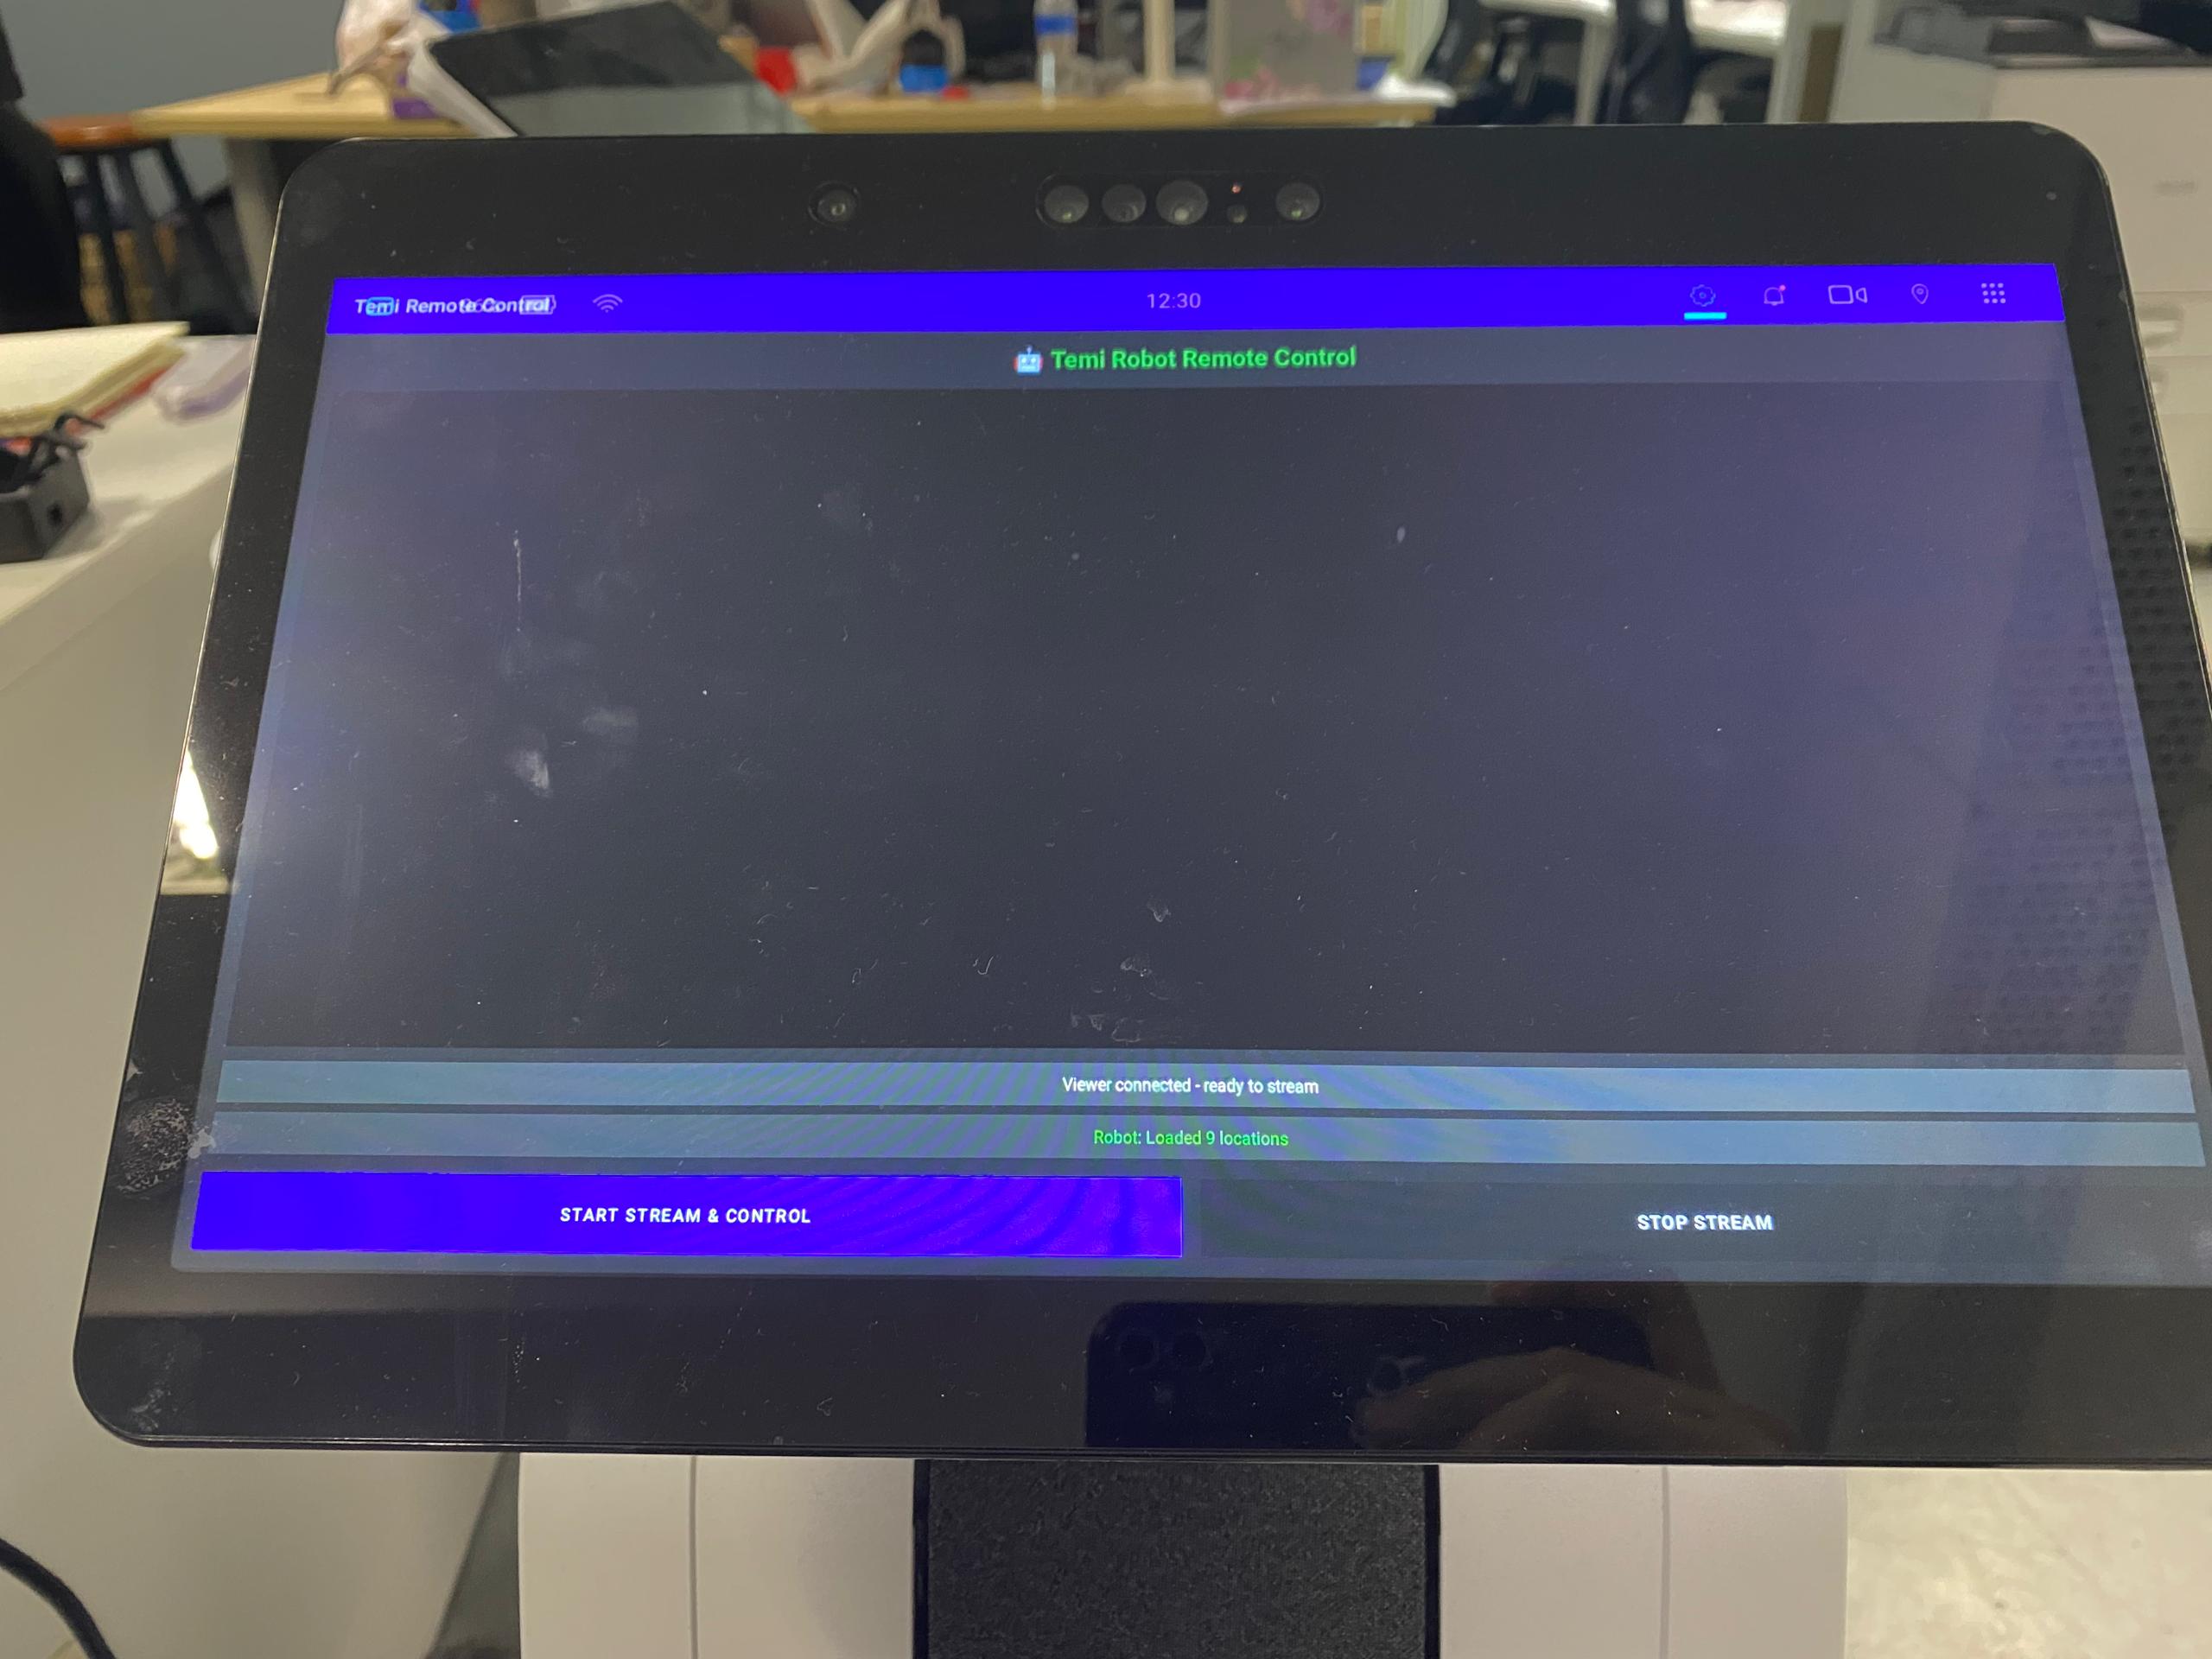 Temi Remote Control
12:30
Temi Robot Remote Control
Viewer connected - ready to stream
Robot: Loaded 9 locations
START STREAM & CONTROL
STOP STREAM